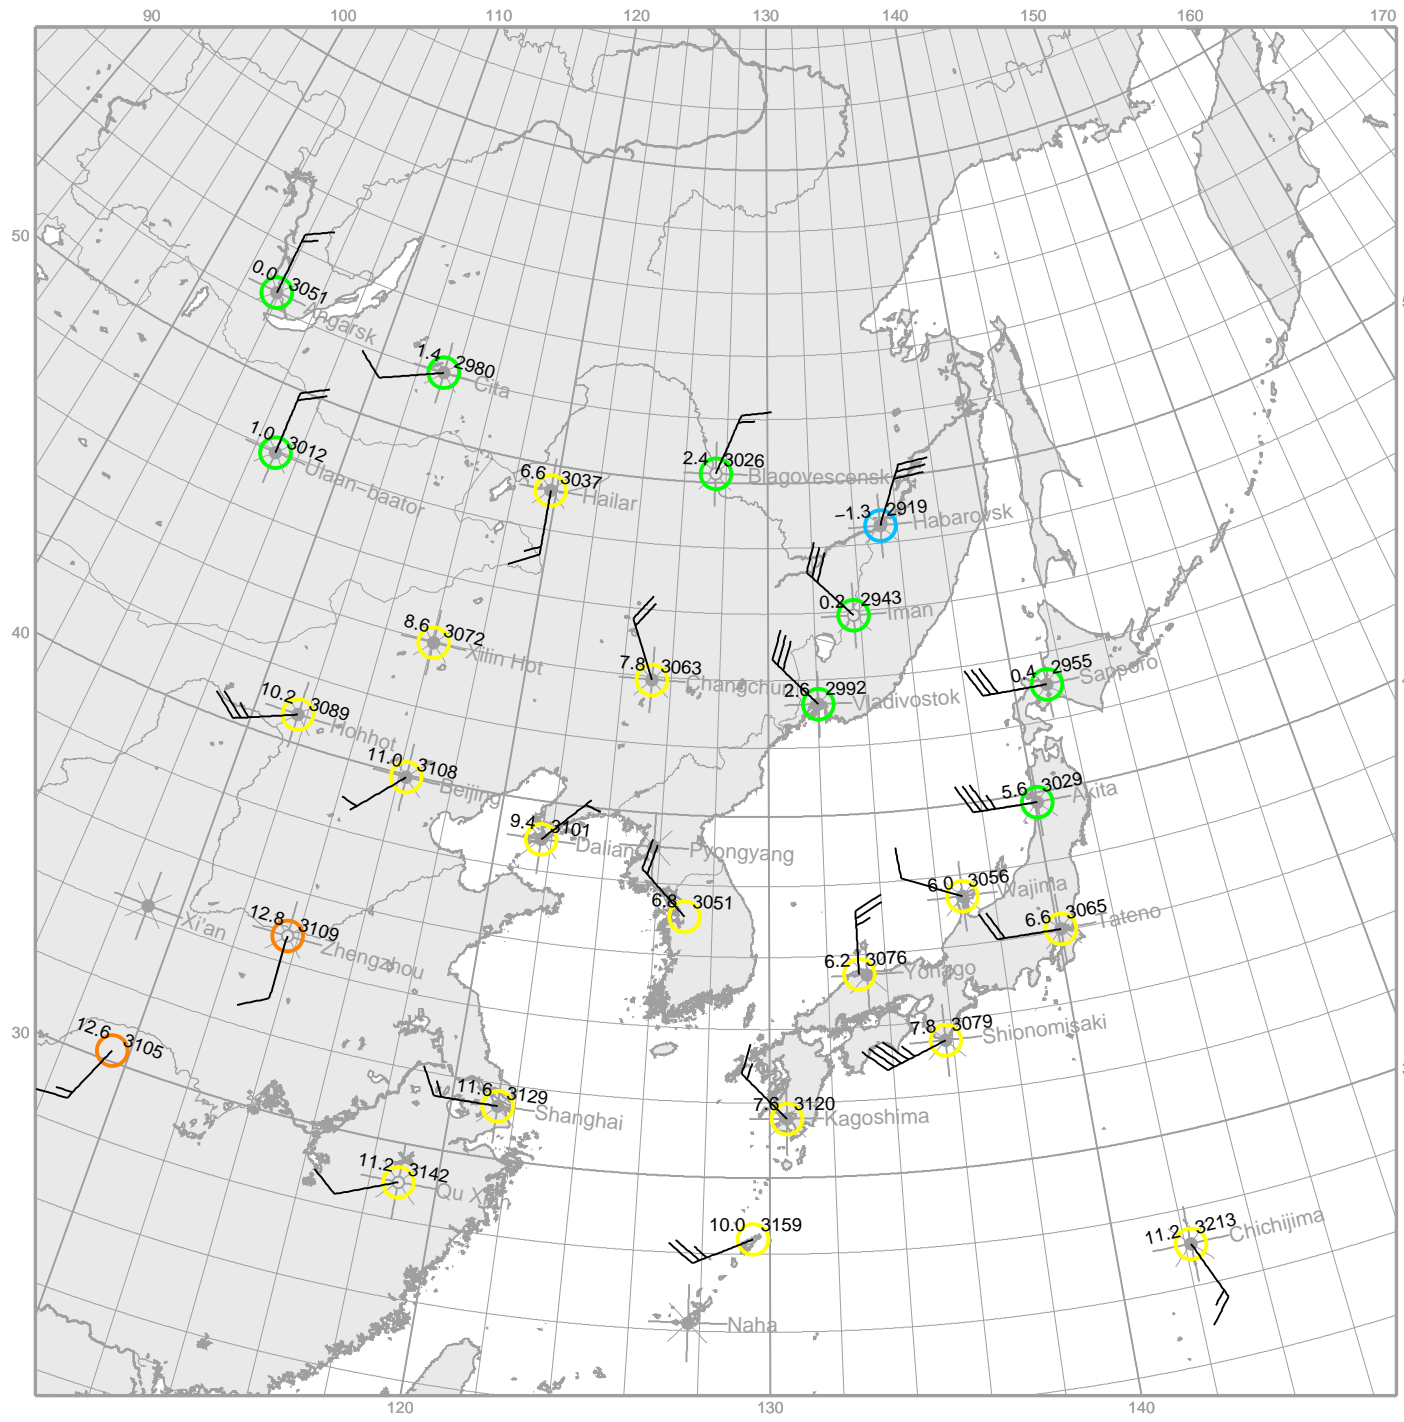 90 100 110 120 130 140 150 160 170
50
0.0 3051
Angarsk
1.4 2980
Cita
1.0 3012
Ulaan-baator
6.6 3037
Hailar
2.4 3026
Blagovescensk
−1.3 2919
Habarovsk
0.2 2943
Iman
40
8.6 3072
Xilin Hot
7.8 3063
Changchun
2.6 2992
Vladivostok
0.4 2955
Sapporo
10.2 3089
Hohhot
11.0 3108
Beijing
5.6 3029
Akita
9.4 3101
Dalian
Pyongyang
6.8 3051
6.0 3056
Wajima
6.6 3065
Tateno
Xi'an
12.8 3109
Zhengzhou
6.2 3076
Yonago
30
12.6 3105
7.8 3079
Shionomisaki
11.6 3129
Shanghai
7.6 3120
Kagoshima
11.2 3142
Qu Xian
10.0 3159
11.2 3213
Chichijima
Naha
120 130 140